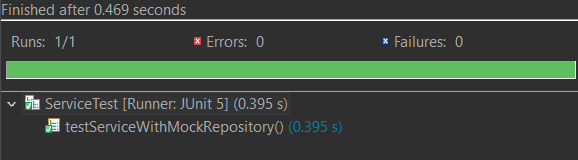 Finished after 0.469 seconds
Runs: 1/1 Errors: 0 Failures: 0
ServiceTest [Runner: JUnit 5] (0.395 s)
testServiceWithMockRepository() (0.395 s)